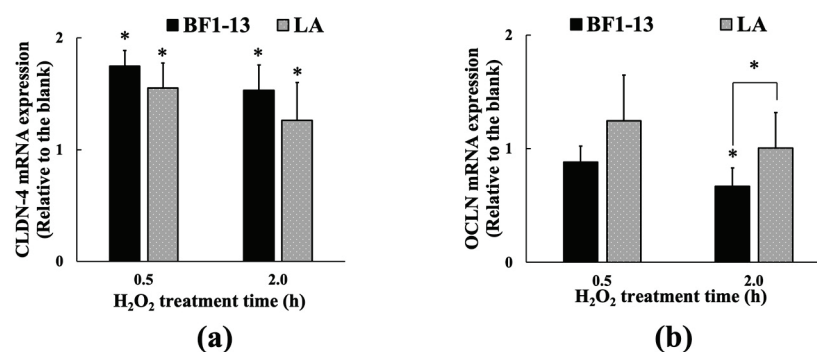 BF1-13 LA
CLDN-4 mRNA expression
(Relative to the blank)
2
1
0
* * * *
0.5 2.0
H₂O₂ treatment time (h)
(a)
BF1-13 LA
OCLN mRNA expression
(Relative to the blank)
2
1
0
*
*
0.5 2.0
H₂O₂ treatment time (h)
(b)